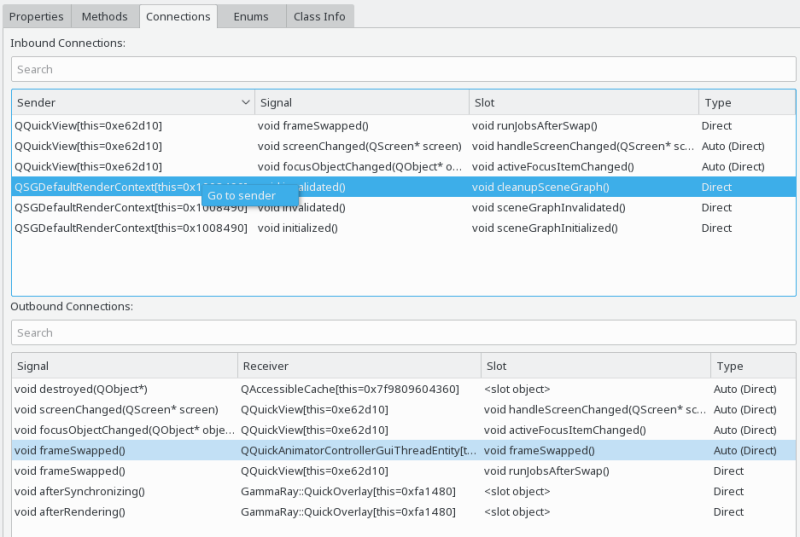 Properties Methods Connections Enums Class Info
Inbound Connections:
Search
Sender Signal Slot Type
QQuickView[this=0xe62d10] void frameSwapped() void runJobsAfterSwap() Direct
QQuickView[this=0xe62d10] void screenChanged(QScreen* screen) void handleScreenChanged(QScreen* sc... Auto (Direct)
QQuickView[this=0xe62d10] void focusObjectChanged(QObject* o... void activeFocusItemChanged() Auto (Direct)
QSGDefaultRenderContext[this=0x1008490] void cleanupSceneGraph() Direct
Go to sender
QSGDefaultRenderContext[this=0x1008490] void invalidated() void sceneGraphInvalidated() Direct
QSGDefaultRenderContext[this=0x1008490] void initialized() void sceneGraphInitialized() Direct
Outbound Connections:
Search
Signal Receiver Slot Type
void destroyed(QObject*) QAccessibleCache[this=0x7f9809604360] <slot object> Auto (Direct)
void screenChanged(QScreen* screen) QQuickView[this=0xe62d10] void handleScreenChanged(QScreen* sc... Auto (Direct)
void focusObjectChanged(QObject* obje... QQuickView[this=0xe62d10] void activeFocusItemChanged() Auto (Direct)
void frameSwapped() QQuickAnimatorControllerGuiThreadEntity[t... void frameSwapped() Auto (Direct)
void frameSwapped() QQuickView[this=0xe62d10] void runJobsAfterSwap() Direct
void afterSynchronizing() GammaRay::QuickOverlay[this=0xfa1480] <slot object> Direct
void afterRendering() GammaRay::QuickOverlay[this=0xfa1480] <slot object> Direct